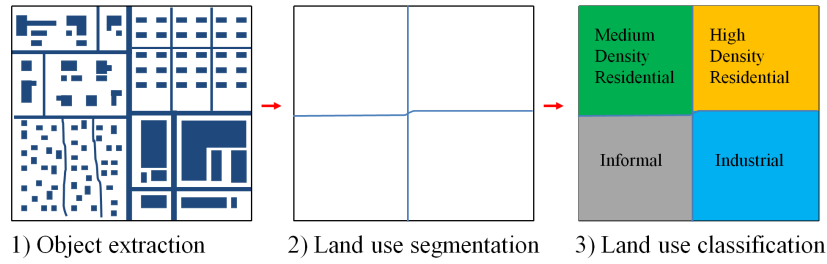 Medium
Density
Residential
High
Density
Residential
Informal
Industrial
1) Object extraction
2) Land use segmentation
3) Land use classification